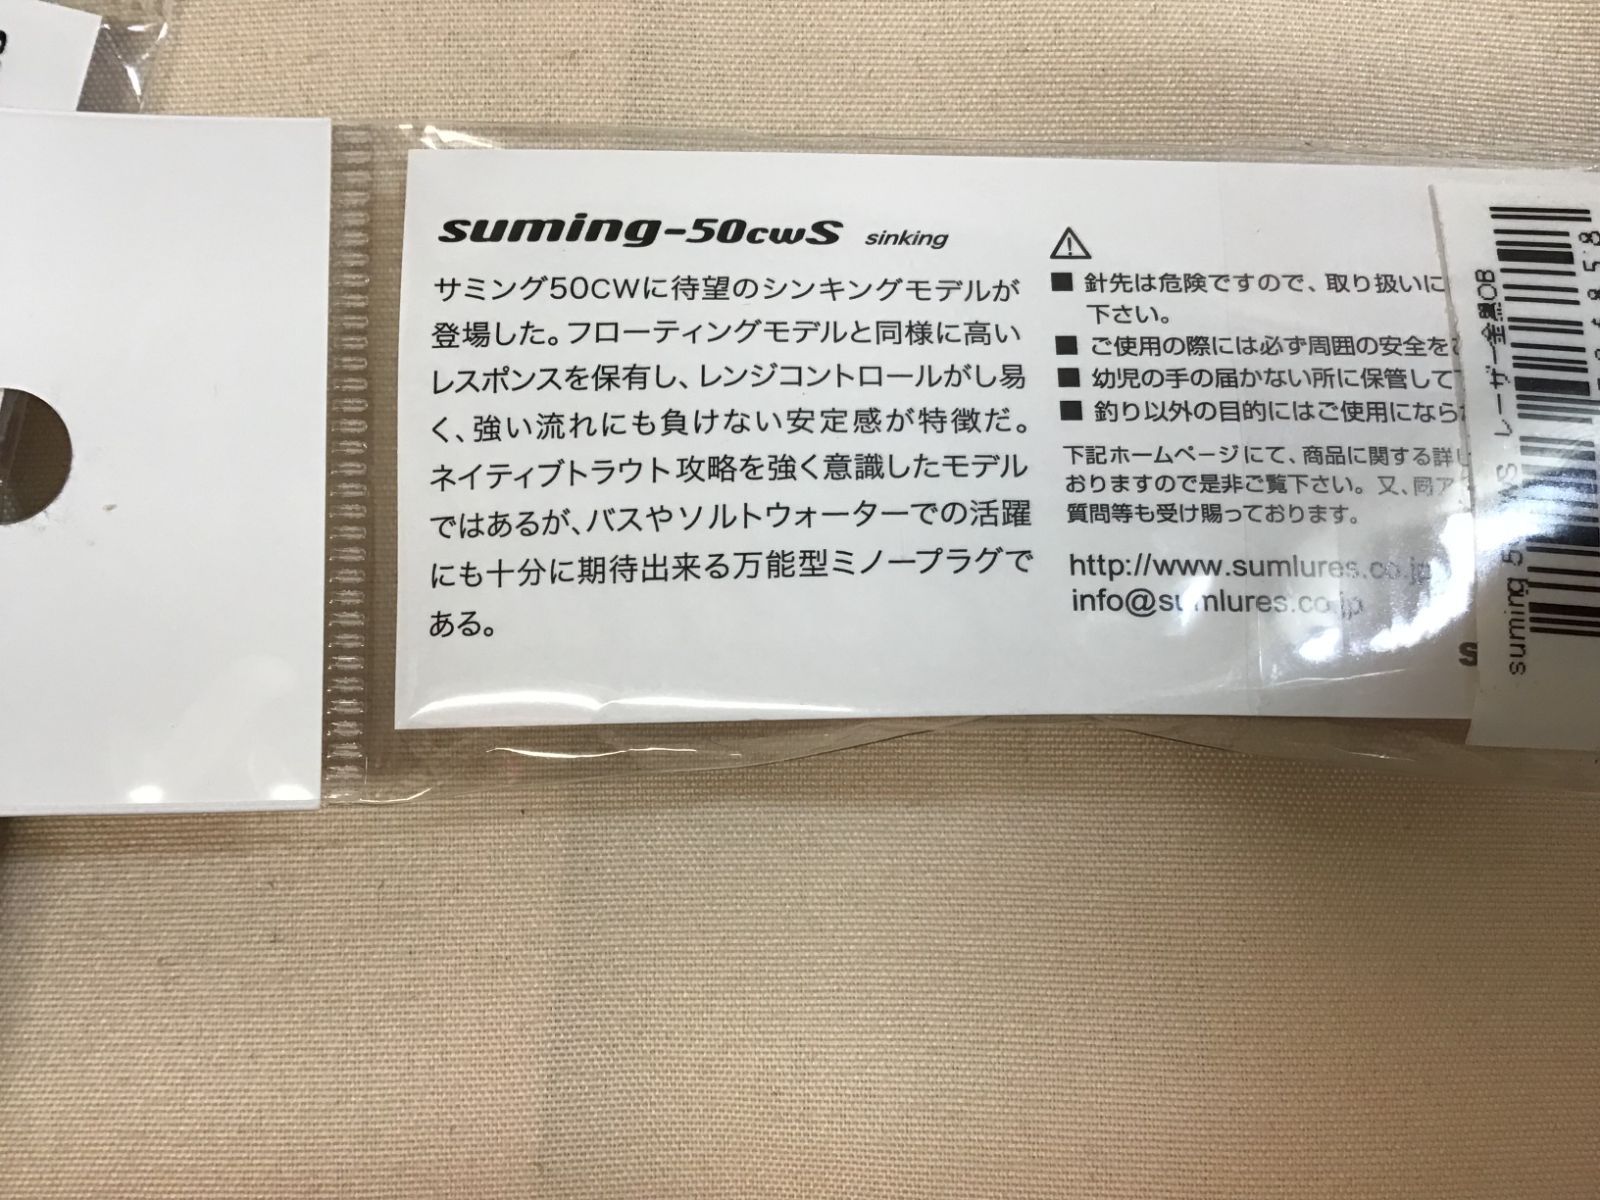 suming-50cwS sinking
サミング50CWに待望のシンキングモデルが
登場した。フローティングモデルと同様に高い
レスポンスを保有し、レンジコントロールがし易
く、強い流れにも負けない安定感が特徴だ。
ネイティブトラウト攻略を強く意識したモデル
ではあるが、バスやソルトウォーターでの活躍
にも十分に期待出来る万能型ミノープラグで
ある。
■ 針先は危険ですので、取り扱いに
下さい。
■ ご使用の際には必ず周囲の安全を
■ 幼児の手の届かない所に保管して
■ 釣り以外の目的にはご使用になら
下記ホームページにて、商品に関する詳し
おりますので是非ご覧下さい。又、同ア
質問等も受け賜っております。
http://www.sumlures.co.jp
info@sumlures.co.jp
suming 5 レーザー金黒OB